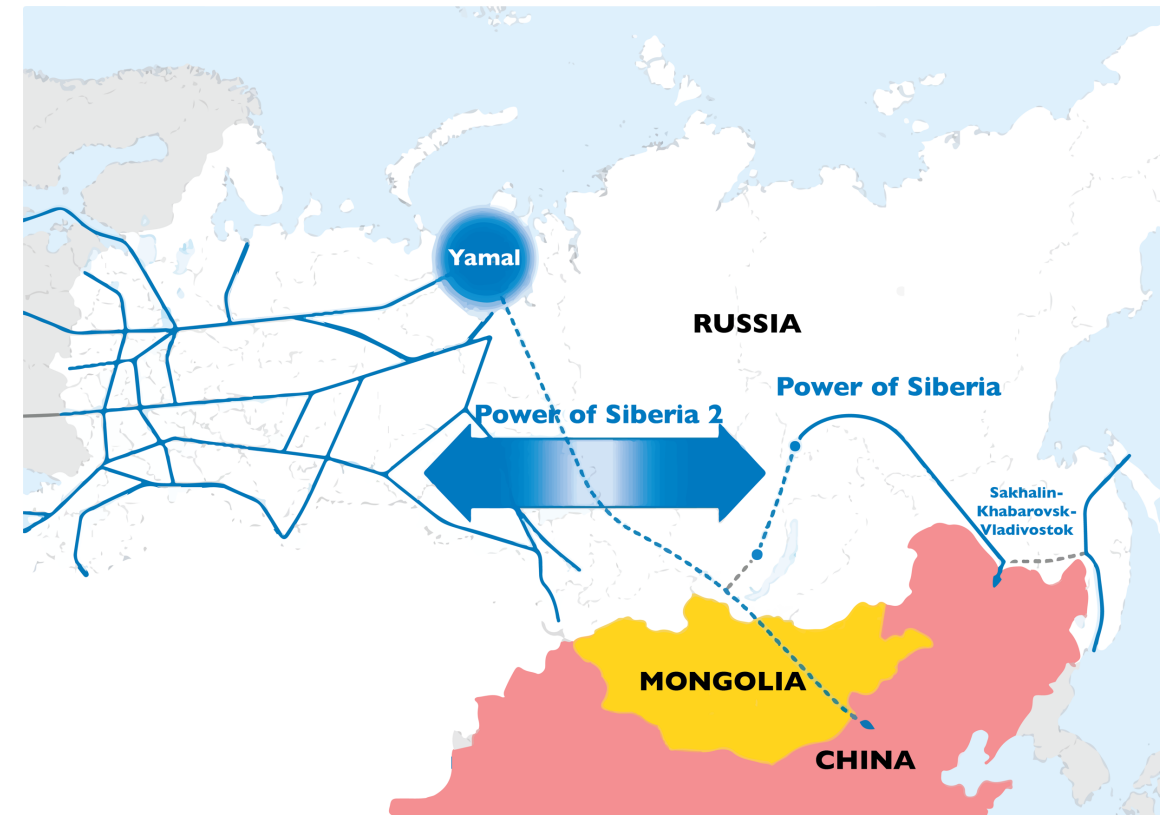 Yamal
RUSSIA
Power of Siberia
Power of Siberia 2
Sakhalin-
Khabarovsk-
Vladivostok
MONGOLIA
CHINA